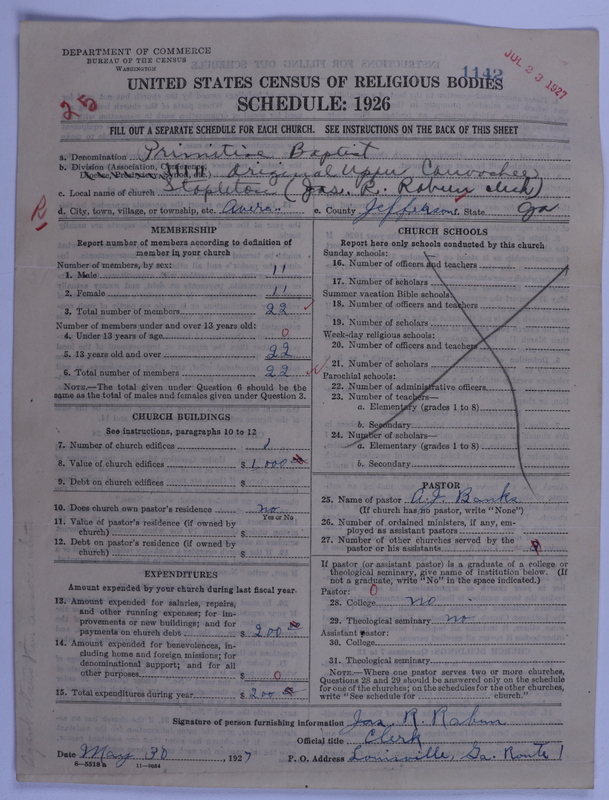 DEPARTMENT OF COMMERCE
BUREAU OF THE CENSUS
WASHINGTON
1142
JUL 23 1927
UNITED STATES CENSUS OF RELIGIOUS BODIES
SCHEDULE: 1926
25
FILL OUT A SEPARATE SCHEDULE FOR EACH CHURCH. SEE INSTRUCTIONS ON THE BACK OF THIS SHEET
a. Denomination Primitive Baptist
b. Division (Association, Conference, Original Upper Canoochee
c. Local name of church Stapleton (Jas. R. Rabun clerk)
R
d. City, town, village, or township, etc. Avera e. County Jefferson f. State Ga
MEMBERSHIP
Report number of members according to definition of
member in your church
Number of members, by sex:
1. Male 11
2. Female 11
3. Total number of members 22
Number of members under and over 13 years old:
4. Under 13 years of age 0
5. 13 years old and over 22
6. Total number of members 22
NOTE.—The total given under Question 6 should be the
same as the total of males and females given under Question 3.
CHURCH BUILDINGS
See instructions, paragraphs 10 to 12
7. Number of church edifices 1
8. Value of church edifices $ 1,000
9. Debt on church edifices $
10. Does church own pastor's residence no
Yes or No
11. Value of pastor's residence (if owned by
church) $
12. Debt on pastor's residence (if owned by
church) $
EXPENDITURES
Amount expended by your church during last fiscal year
13. Amount expended for salaries, repairs,
and other running expenses; for im-
provements or new buildings; and for
payments on church debt $ 200
14. Amount expended for benevolences, in-
cluding home and foreign missions; for
denominational support; and for all
other purposes $ 0
15. Total expenditures during year $ 200
CHURCH SCHOOLS
Report here only schools conducted by this church
Sunday schools:
16. Number of officers and teachers
17. Number of scholars
Summer vacation Bible schools:
18. Number of officers and teachers
19. Number of scholars
Week-day religious schools:
20. Number of officers and teachers
21. Number of scholars
Parochial schools:
22. Number of administrative officers
23. Number of teachers—
a. Elementary (grades 1 to 8)
b. Secondary
24. Number of scholars—
a. Elementary (grades 1 to 8)
b. Secondary
PASTOR
25. Name of pastor Banks
(If church has no pastor, write "None")
26. Number of ordained ministers, if any, em-
ployed as assistant pastors
27. Number of other churches served by the
pastor or his assistants
If pastor (or assistant pastor) is a graduate of a college or
theological seminary, give name of institution below. (If
not a graduate, write "No" in the space indicated.)
Pastor: 0
28. College no
29. Theological seminary no
Assistant pastor:
30. College
31. Theological seminary
NOTE.—Where one pastor serves two or more churches,
Questions 28 and 29 should be answered only on the schedule
for one of the churches; on the schedules for the other churches,
write "See schedule for church."
Signature of person furnishing information Jas. R. Rabun
Official title Clerk
Date May 30, 1927 P. O. Address Louisville, Ga. Route 1
8-5518a 11-9084